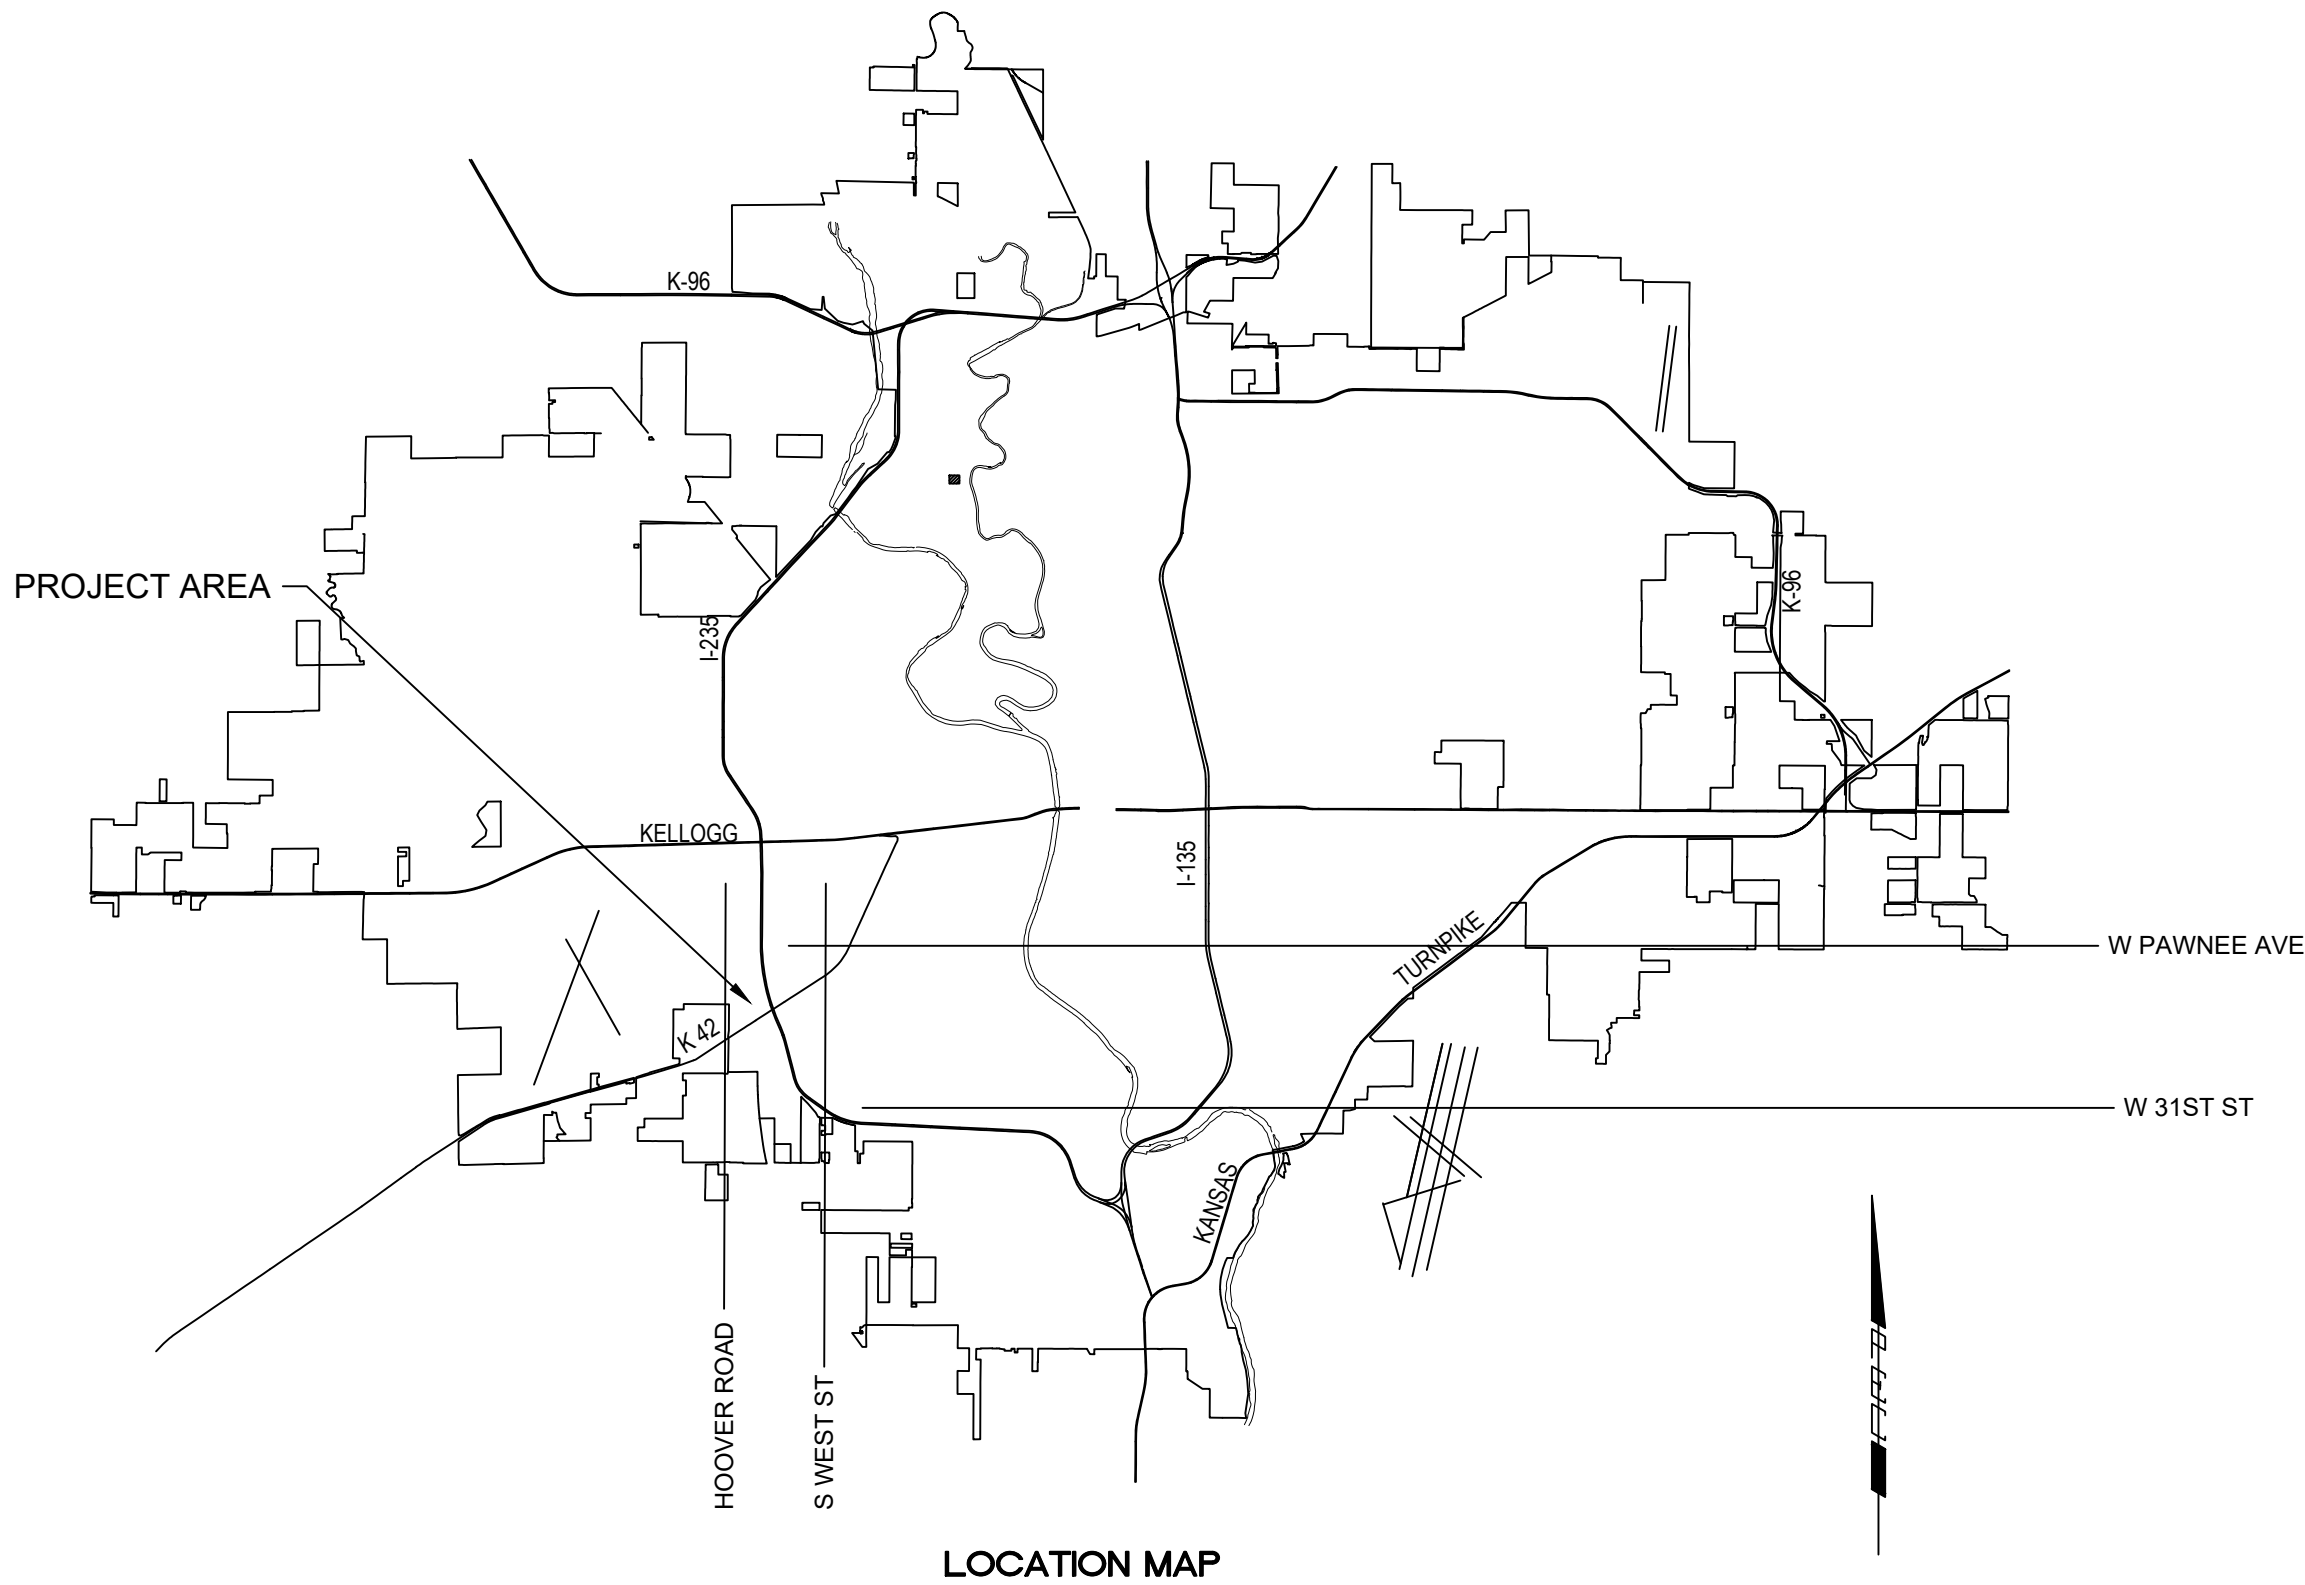 K-96
PROJECT AREA
K-96
I-235
KELLOGG
I-135
TURNPIKE
W PAWNEE AVE
K 42
W 31ST ST
KANSAS
HOOVER ROAD
S WEST ST
LOCATION MAP